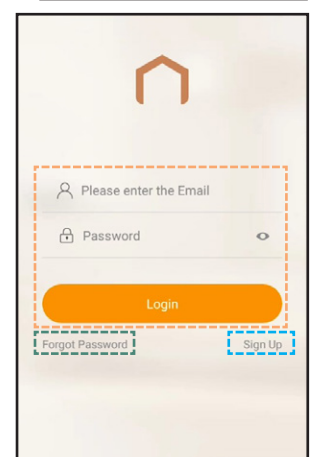 Please enter the Email
Password
Login
Forgot Password
Sign Up